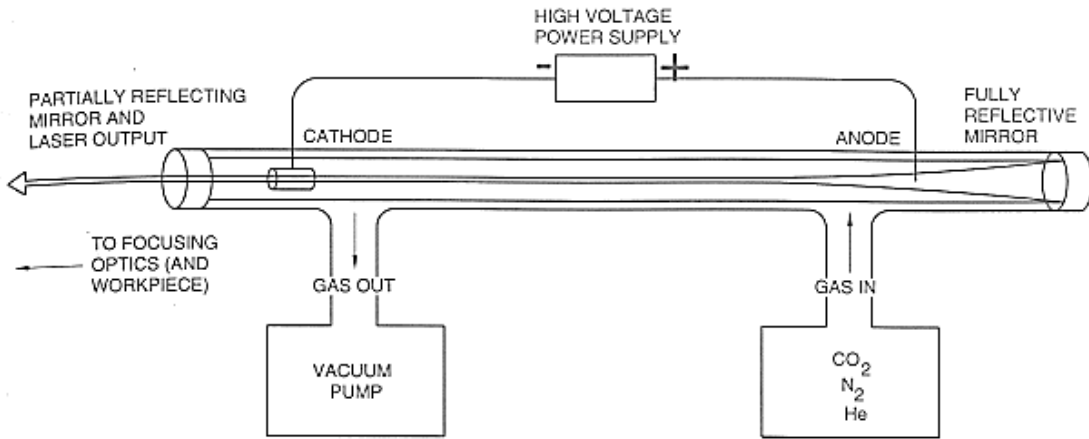 HIGH VOLTAGE
POWER SUPPLY
- +
PARTIALLY REFLECTING
MIRROR AND
LASER OUTPUT
CATHODE
ANODE
FULLY
REFLECTIVE
MIRROR
TO FOCUSING
OPTICS (AND
WORKPIECE)
GAS OUT
GAS IN
VACUUM
PUMP
CO₂
N₂
He